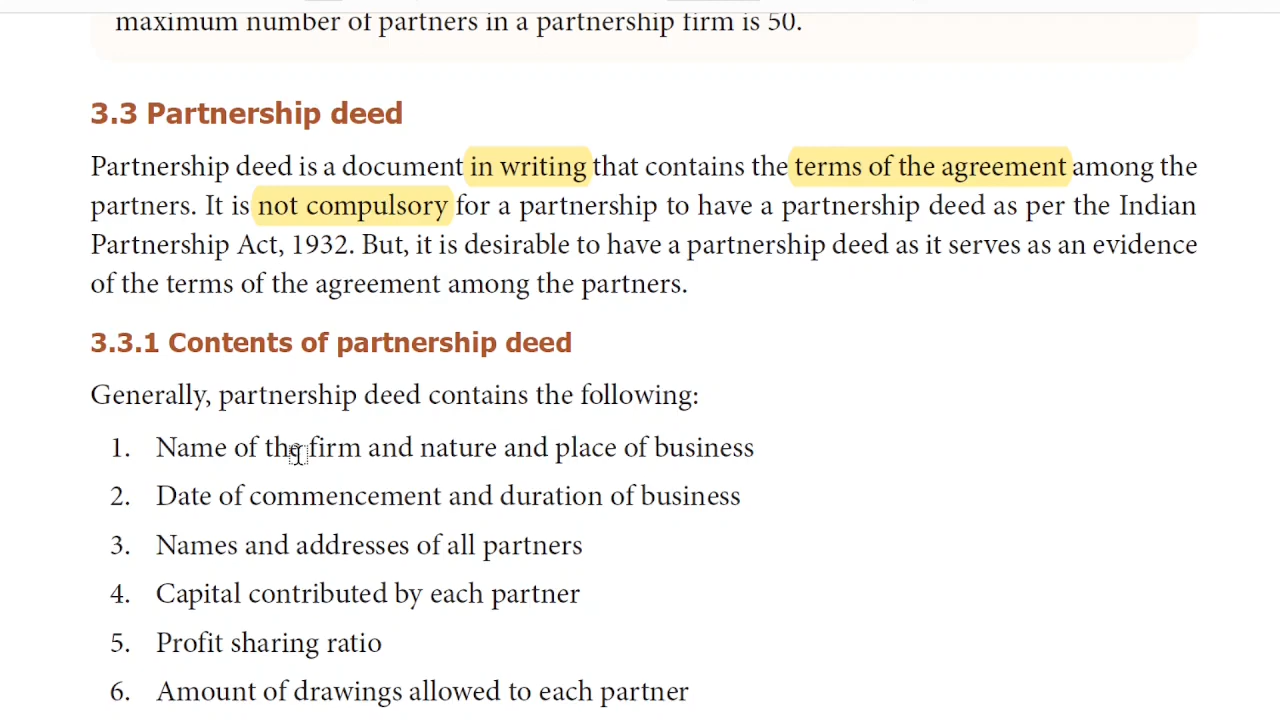 maximum number of partners in a partnership firm is 50.
3.3 Partnership deed
Partnership deed is a document in writing that contains the terms of the agreement among the
partners. It is not compulsory for a partnership to have a partnership deed as per the Indian
Partnership Act, 1932. But, it is desirable to have a partnership deed as it serves as an evidence
of the terms of the agreement among the partners.
3.3.1 Contents of partnership deed
Generally, partnership deed contains the following:
1. Name of the firm and nature and place of business
2. Date of commencement and duration of business
3. Names and addresses of all partners
4. Capital contributed by each partner
5. Profit sharing ratio
6. Amount of drawings allowed to each partner